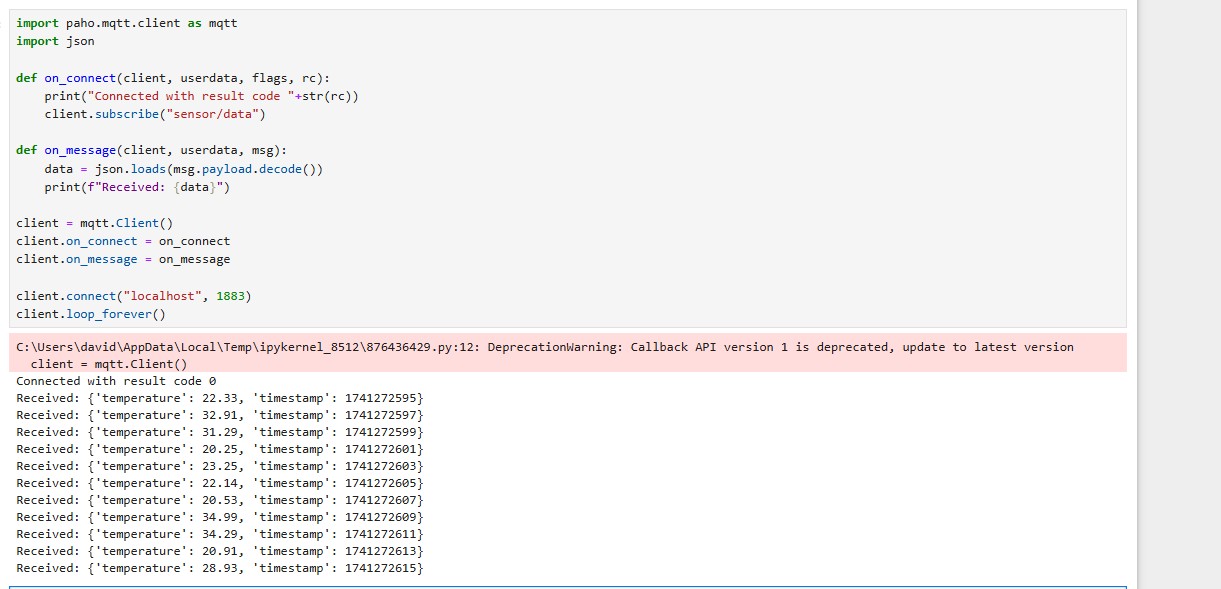 import paho.mqtt.client as mqtt
import json
def on_connect(client, userdata, flags, rc):
    print("Connected with result code "+str(rc))
    client.subscribe("sensor/data")
def on_message(client, userdata, msg):
    data = json.loads(msg.payload.decode())
    print(f"Received: {data}")
client = mqtt.Client()
client.on_connect = on_connect
client.on_message = on_message
client.connect("localhost", 1883)
client.loop_forever()
C:\Users\david\AppData\Local\Temp\ipykernel_8512\876436429.py:12: DeprecationWarning: Callback API version 1 is deprecated, update to latest version
  client = mqtt.Client()
Connected with result code 0
Received: {'temperature': 22.33, 'timestamp': 1741272595}
Received: {'temperature': 32.91, 'timestamp': 1741272597}
Received: {'temperature': 31.29, 'timestamp': 1741272599}
Received: {'temperature': 20.25, 'timestamp': 1741272601}
Received: {'temperature': 23.25, 'timestamp': 1741272603}
Received: {'temperature': 22.14, 'timestamp': 1741272605}
Received: {'temperature': 20.53, 'timestamp': 1741272607}
Received: {'temperature': 34.99, 'timestamp': 1741272609}
Received: {'temperature': 34.29, 'timestamp': 1741272611}
Received: {'temperature': 20.91, 'timestamp': 1741272613}
Received: {'temperature': 28.93, 'timestamp': 1741272615}